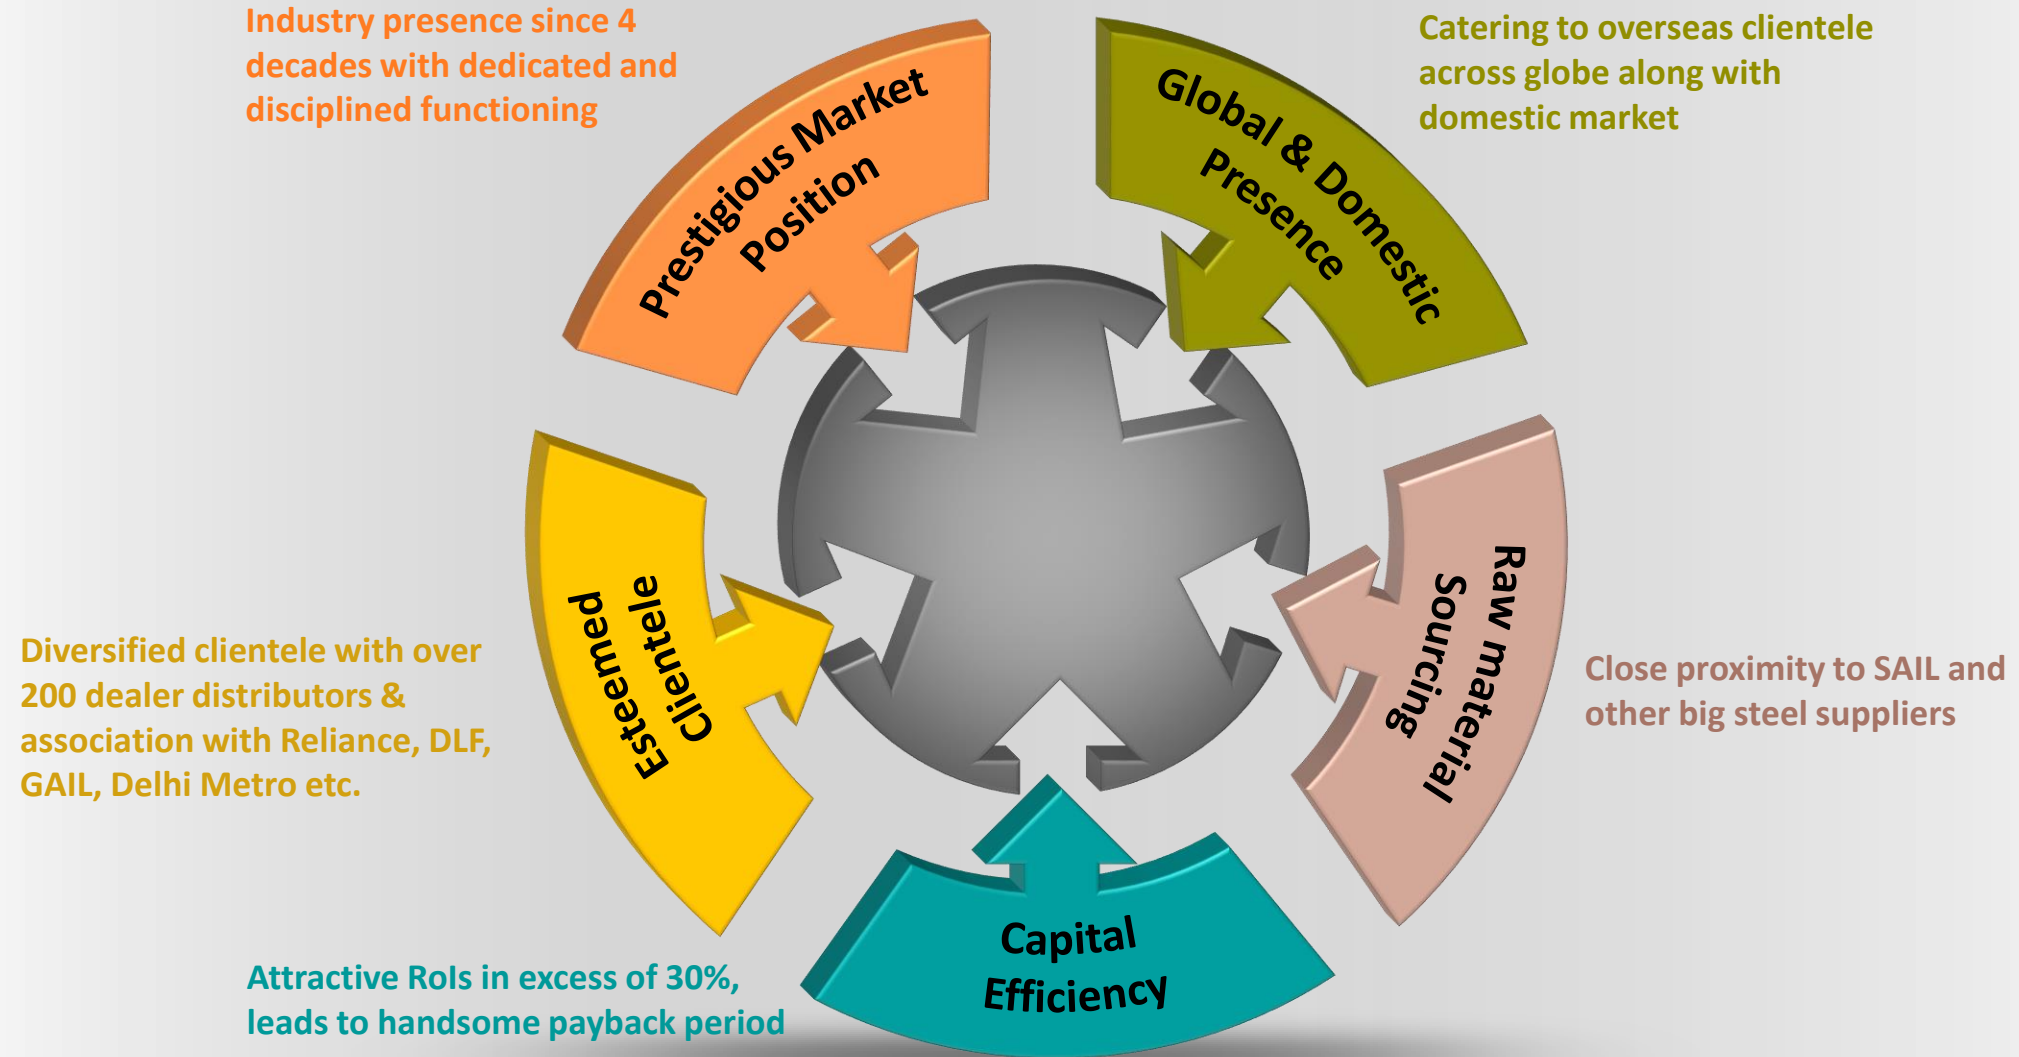 Industry presence since 4
decades with dedicated and
disciplined functioning
Prestigious Market
Position
Global & Domestic
Presence
Catering to overseas clientele
across globe along with
domestic market
Esteemed
Clientele
Diversified clientele with over
200 dealer distributors &
association with Reliance, DLF,
GAIL, Delhi Metro etc.
Raw material
Sourcing
Close proximity to SAIL and
other big steel suppliers
Capital
Efficiency
Attractive RoIs in excess of 30%,
leads to handsome payback period